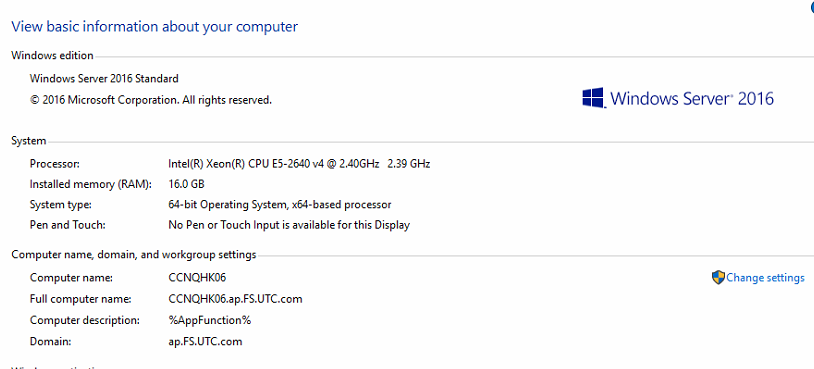 View basic information about your computer
Windows edition
Windows Server 2016 Standard
© 2016 Microsoft Corporation. All rights reserved.
Windows Server® 2016
System
Processor: Intel(R) Xeon(R) CPU E5-2640 v4 @ 2.40GHz 2.39 GHz
Installed memory (RAM): 16.0 GB
System type: 64-bit Operating System, x64-based processor
Pen and Touch: No Pen or Touch Input is available for this Display
Computer name, domain, and workgroup settings
Computer name: CCNQHK06
Change settings
Full computer name: CCNQHK06.ap.FS.UTC.com
Computer description: %AppFunction%
Domain: ap.FS.UTC.com